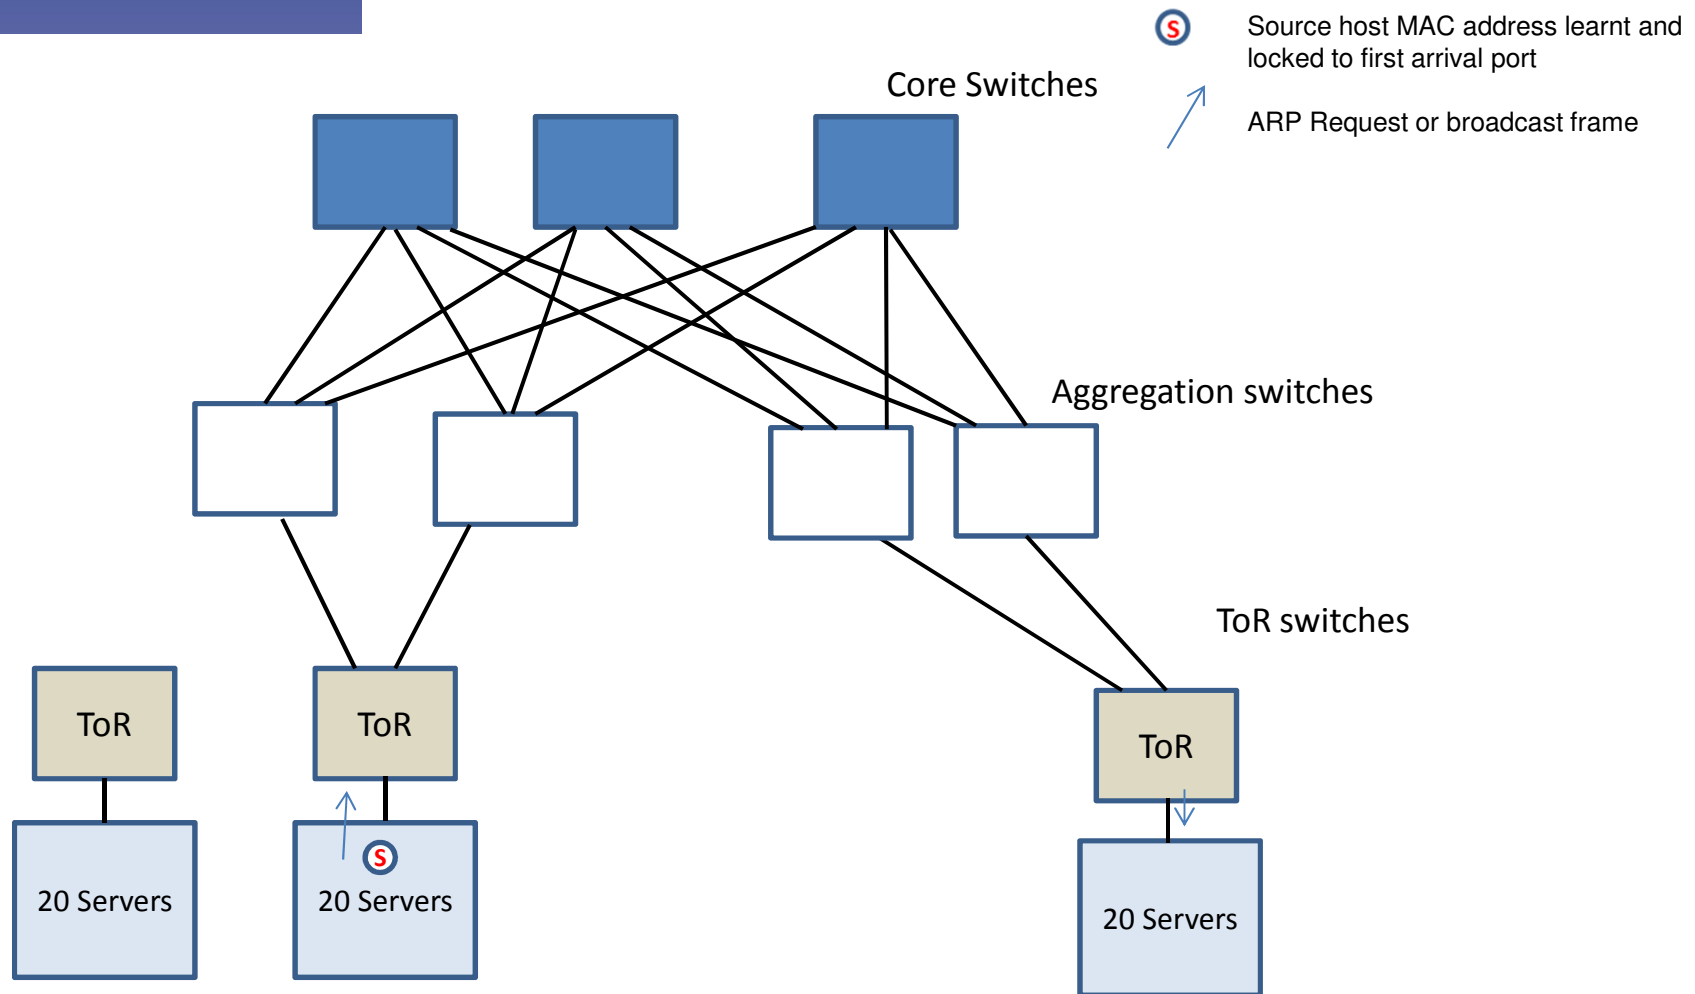 S
Source host MAC address learnt and
locked to first arrival port
Core Switches
ARP Request or broadcast frame
Aggregation switches
ToR switches
ToR
ToR
ToR
S
20 Servers
20 Servers
20 Servers